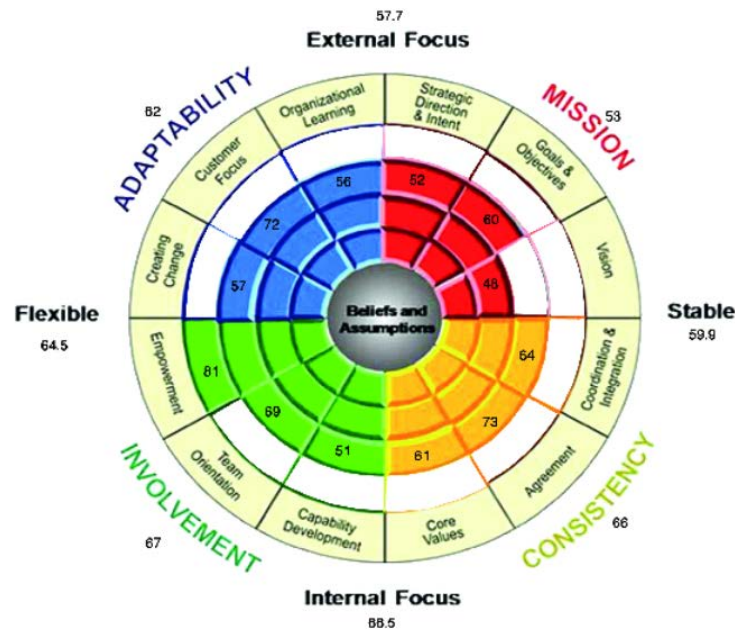 57.7
External Focus
ADAPTABILITY
62
MISSION
53
Organizational
Learning
Strategic
Direction
& Intent
Customer
Focus
Goals &
Objectives
Creating
Change
Vision
56
52
72
60
57
48
Flexible
64.5
Beliefs and
Assumptions
Stable
59.9
Empowerment
81
64
Coordination &
Integration
69
73
51
61
Team
Orientation
Agreement
Capability
Development
Core
Values
INVOLVEMENT
67
CONSISTENCY
66
Internal Focus
66.5